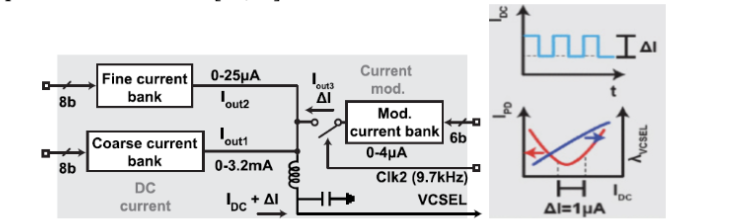 Fine current
bank
8b
0-25μA
Iout2
Iout3
ΔI
Current
mod.
Mod.
current bank
6b
0-4μA
Coarse current
bank
8b
Iout1
0-3.2mA
Clk2 (9.7kHz)
DC
current
IDC + ΔI
VCSEL
IDC
ΔI
t
IPD
λVCSEL
IDC
ΔI=1μA